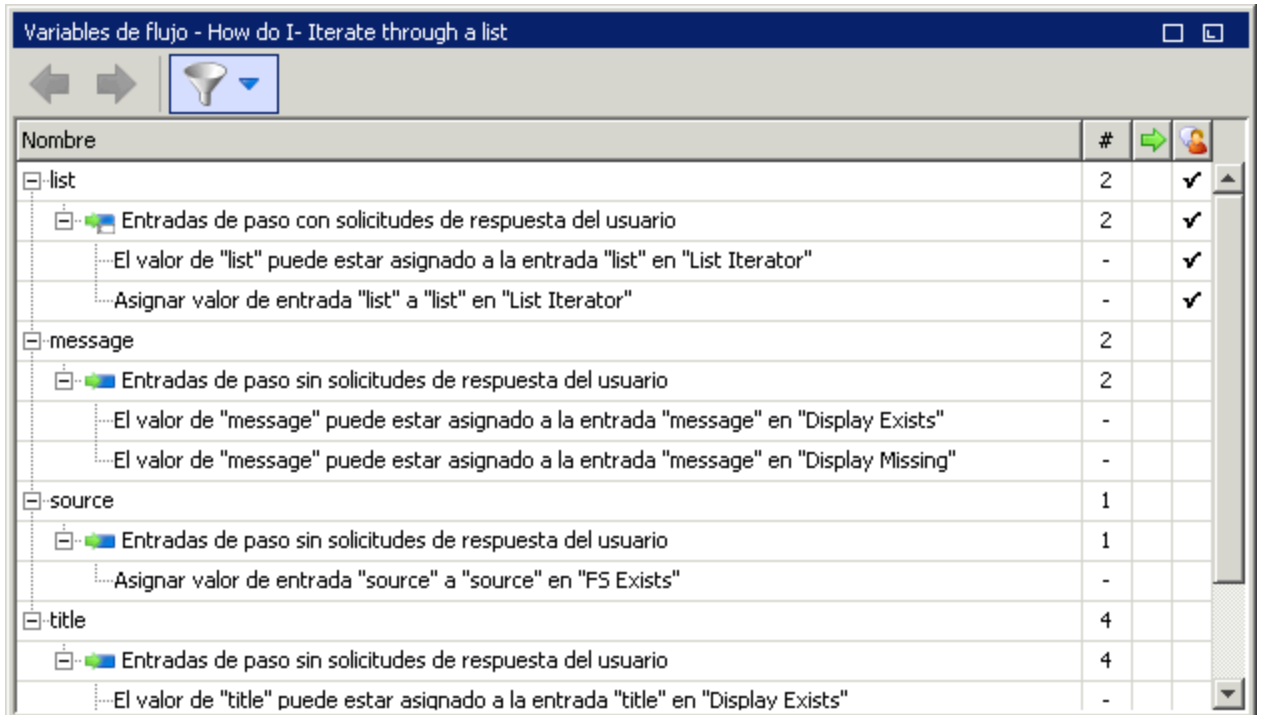 Variables de flujo - How do I- Iterate through a list
Nombre #
list 2
Entradas de paso con solicitudes de respuesta del usuario 2
El valor de "list" puede estar asignado a la entrada "list" en "List Iterator" -
Asignar valor de entrada "list" a "list" en "List Iterator" -
message 2
Entradas de paso sin solicitudes de respuesta del usuario 2
El valor de "message" puede estar asignado a la entrada "message" en "Display Exists" -
El valor de "message" puede estar asignado a la entrada "message" en "Display Missing" -
source 1
Entradas de paso sin solicitudes de respuesta del usuario 1
Asignar valor de entrada "source" a "source" en "FS Exists" -
title 4
Entradas de paso sin solicitudes de respuesta del usuario 4
El valor de "title" puede estar asignado a la entrada "title" en "Display Exists" -